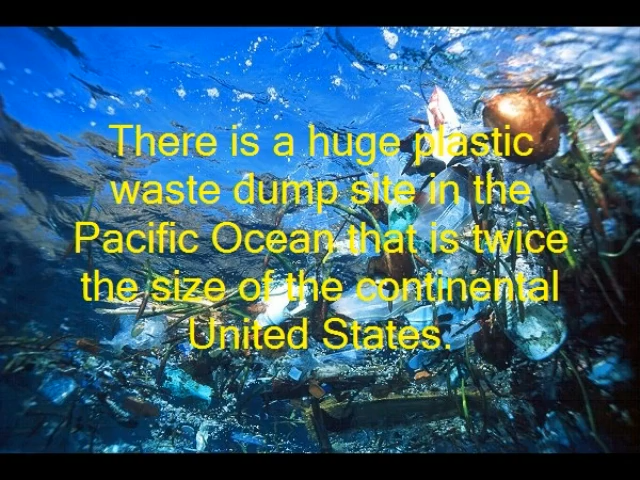 There is a huge plastic
waste dump site in the
Pacific Ocean that is twice
the size of the continental
United States.